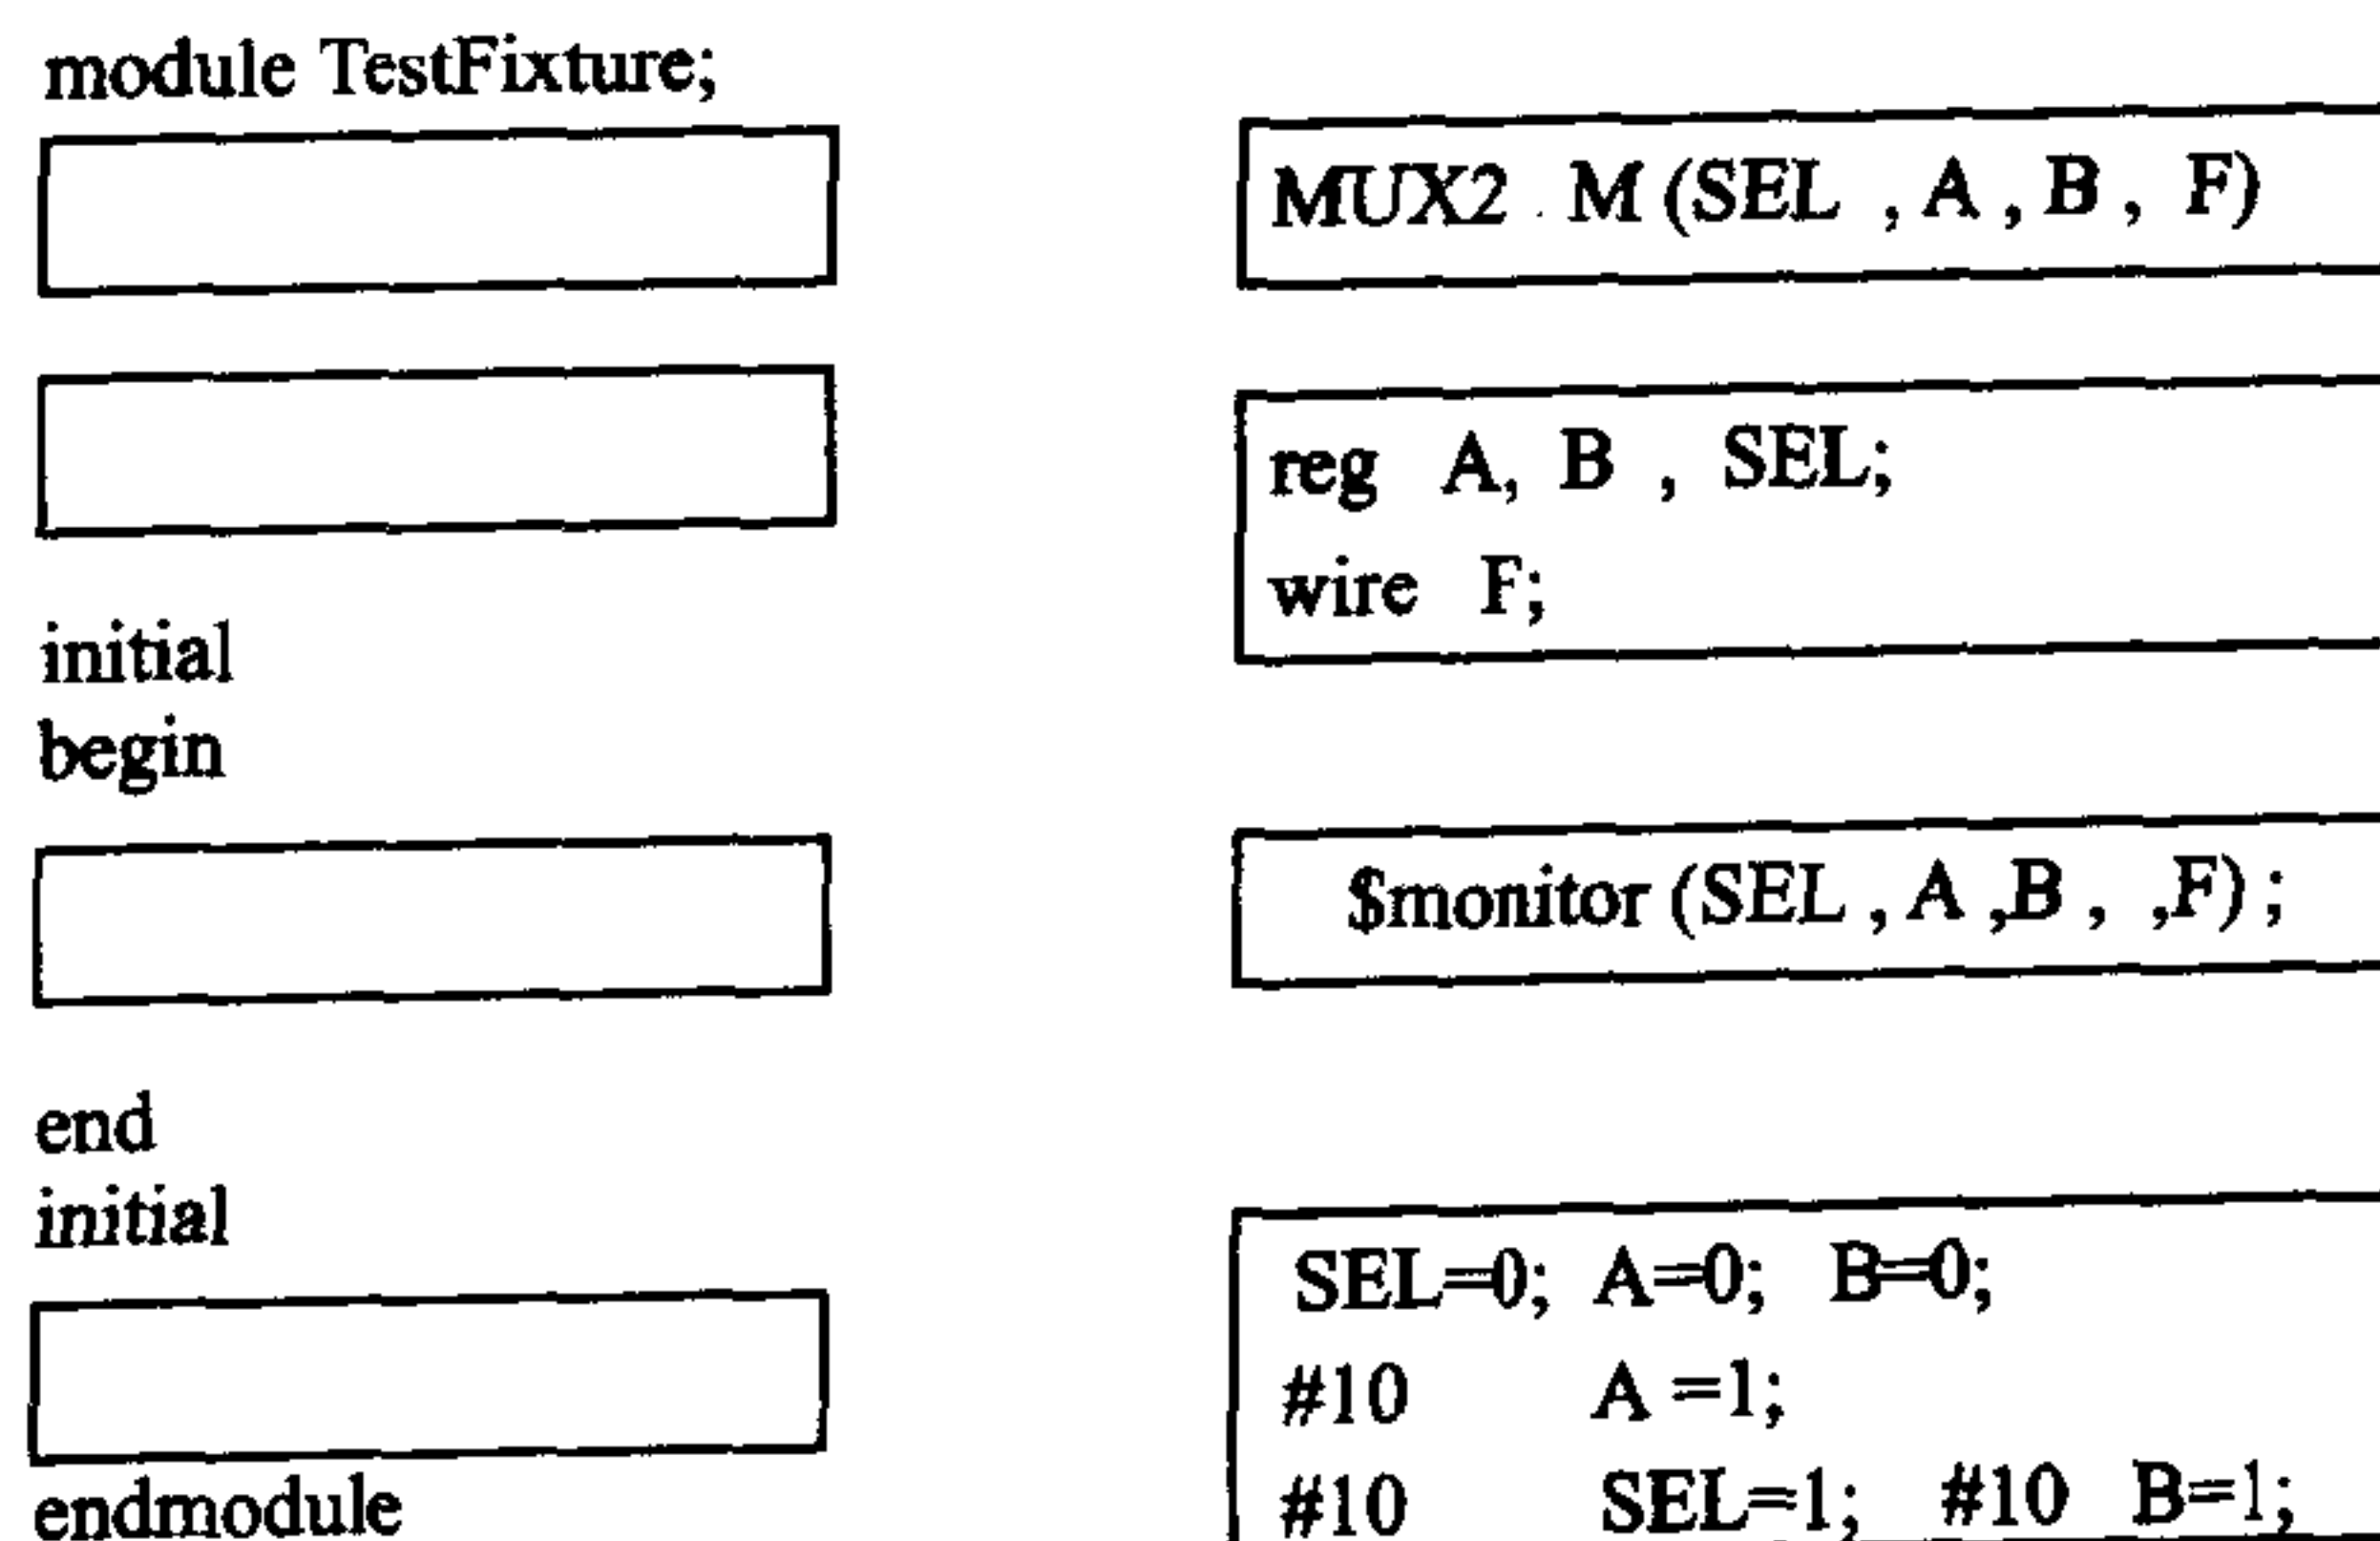 module TestFixture;
initial
begin
end
initial
endmodule
MUX2 M (SEL , A , B , F)
reg A, B , SEL;
wire F;
$monitor (SEL , A ,B , ,F) ;
SEL=0; A=0; B=0;
#10 A =1;
#10 SEL=1; #10 B=1;